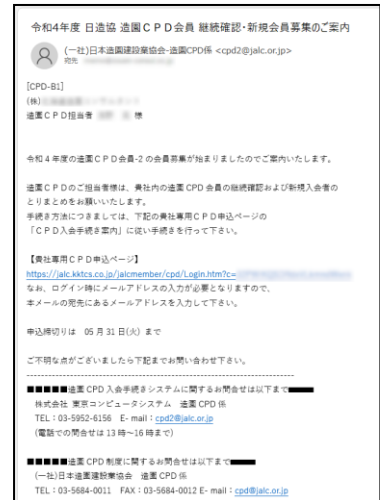 令和4年度 日造協 造園ＣＰＤ会員 継続確認・新規会員募集のご案内
(一社)日本造園建設業協会-造園CPD係 <cpd2@jalc.or.jp>
宛先
[CPD-B1]
(株)
造園ＣＰＤ担当者 様
令和 4 年度の造園ＣＰＤ会員-2 の会員募集が始まりましたのでご案内いたします。
造園ＣＰＤのご担当者様は、貴社内の造園 CPD 会員の継続確認および新規入会者の
とりまとめをお願いいたします。
手続き方法につきましては、下記の貴社専用ＣＰＤ申込ページの
「ＣＰＤ入会手続き案内」に従い手続きを行って下さい。
【貴社専用ＣＰＤ申込ページ】
https://jalc.kktcs.co.jp/jalcmember/cpd/Login.htm?c=
なお、ログイン時にメールアドレスの入力が必要となりますので、
本メールの宛先にあるメールアドレスを入力して下さい。
申込締切りは 05 月 31 日(火) まで
ご不明な点がございましたら下記までお問い合わせ下さい。
--------------------------------------------------------------------
■■■■■造園 CPD 入会手続きシステムに関するお問合せは以下まで■■■■■
株式会社 東京コンピュータシステム 造園 CPD 係
TEL：03-5952-6156 E- mail：cpd2@jalc.or.jp
(電話での問合せは 13 時～16 時まで)
■■■■■造園 CPD 制度に関するお問合せは以下まで■■■■■
(一社)日本造園建設業協会 造園 CPD 係
TEL：03-5684-0011 FAX：03-5684-0012 E- mail：cpd@jalc.or.jp